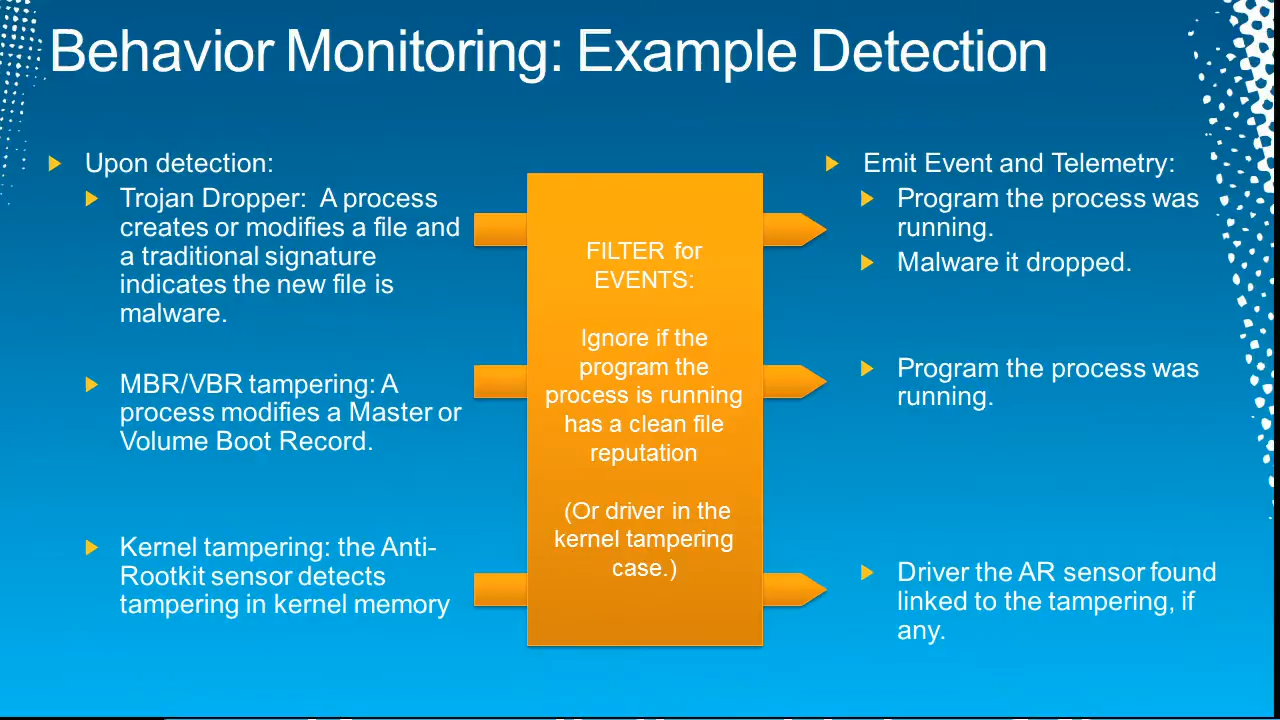 Behavior Monitoring: Example Detection
Upon detection:
Trojan Dropper:  A process
creates or modifies a file and
a traditional signature
indicates the new file is
malware.
MBR/VBR tampering: A
process modifies a Master or
Volume Boot Record.
Kernel tampering: the Anti-
Rootkit sensor detects
tampering in kernel memory
FILTER for
EVENTS:
Ignore if the
program the
process is running
has a clean file
reputation
(Or driver in the
kernel tampering
case.)
Emit Event and Telemetry:
Program the process was
running.
Malware it dropped.
Program the process was
running.
Driver the AR sensor found
linked to the tampering, if
any.